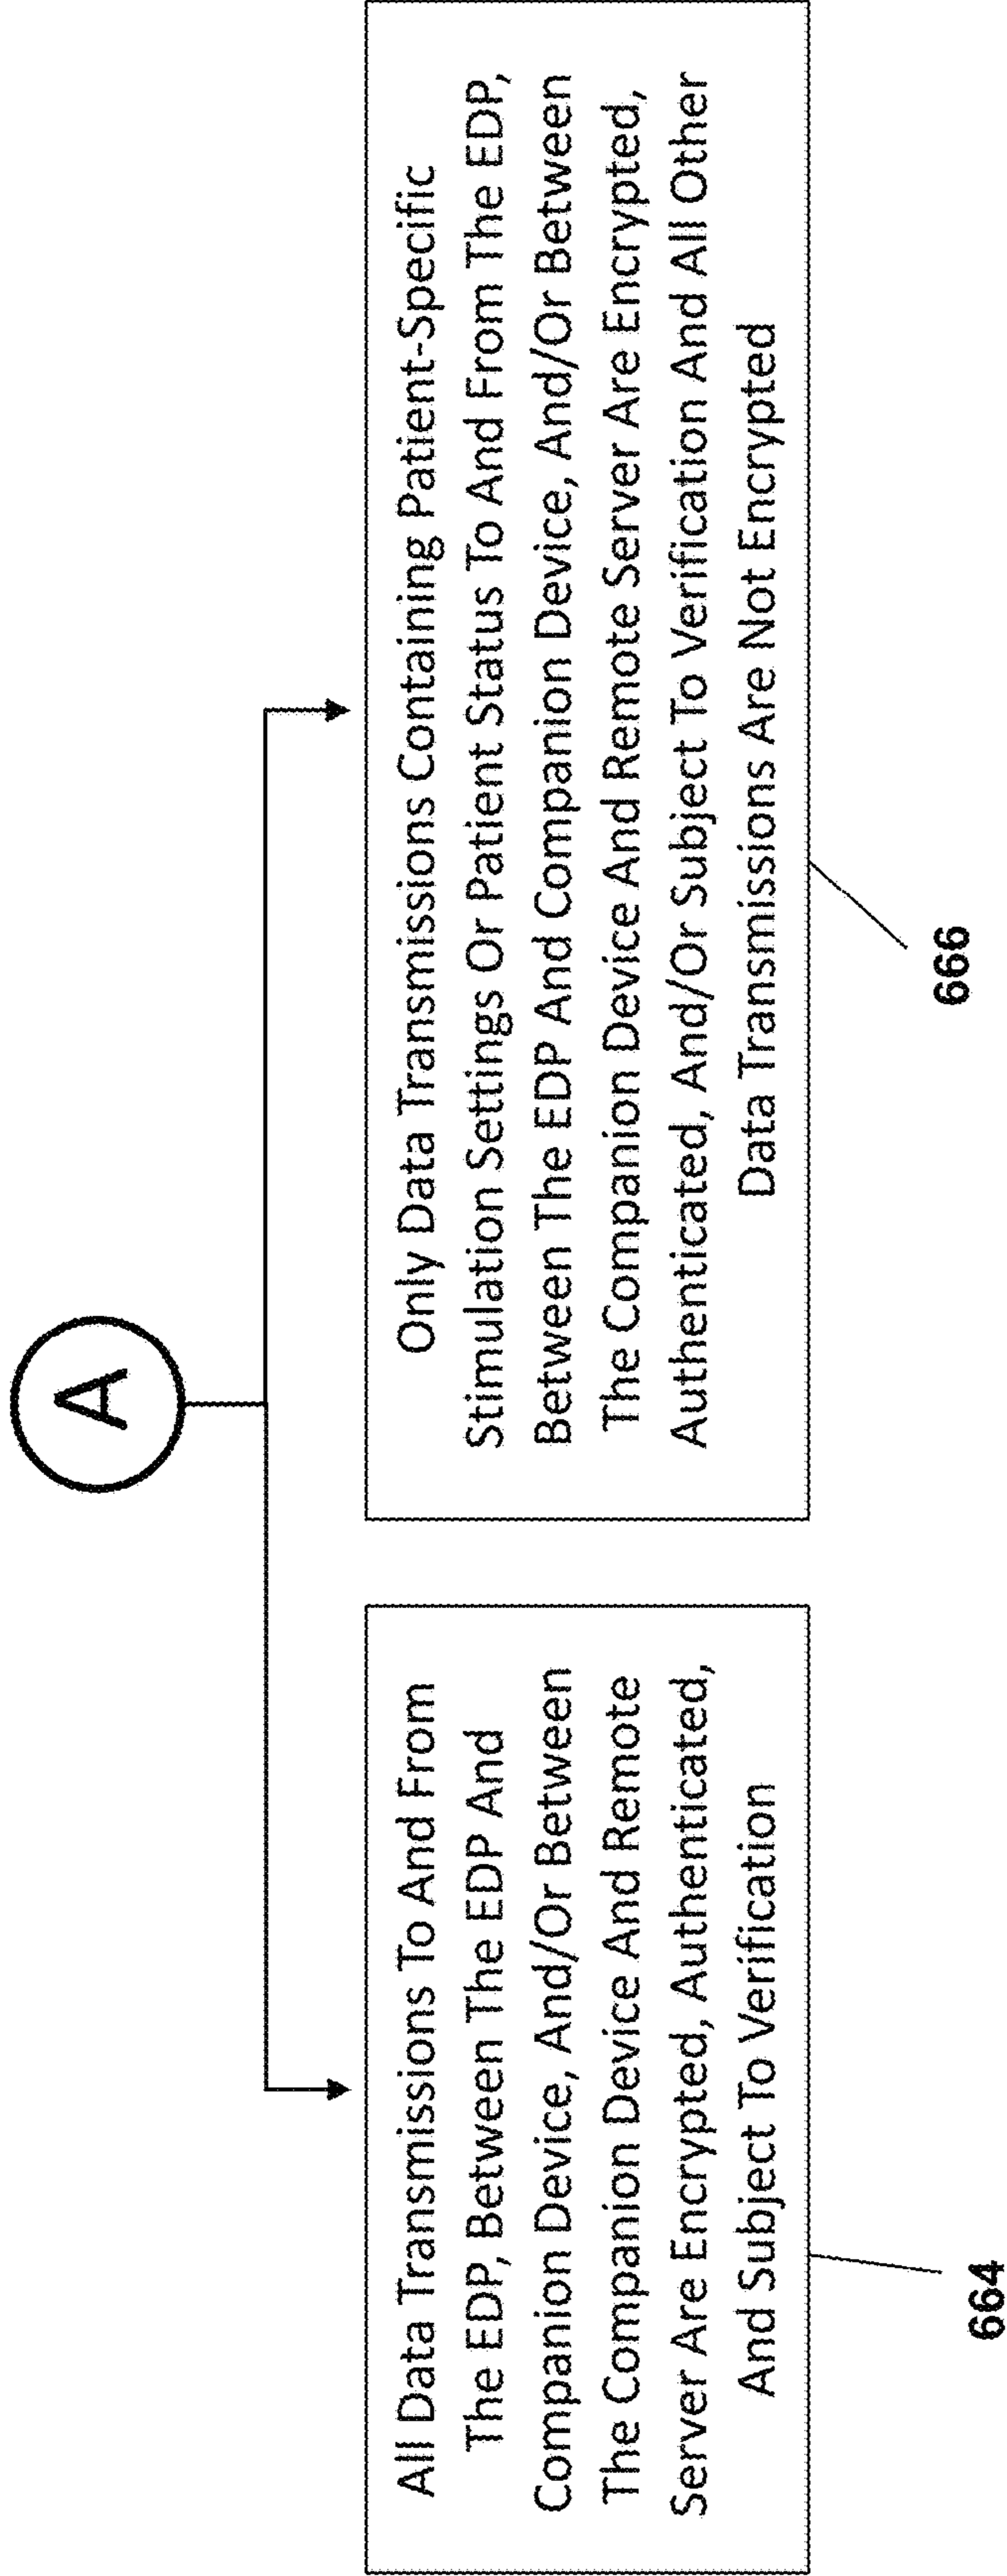 A
All Data Transmissions To And From
The EDP, Between The EDP And
Companion Device, And/Or Between
The Companion Device And Remote
Server Are Encrypted, Authenticated,
And Subject To Verification
664
Only Data Transmissions Containing Patient-Specific
Stimulation Settings Or Patient Status To And From The EDP,
Between The EDP And Companion Device, And/Or Between
The Companion Device And Remote Server Are Encrypted,
Authenticated, And/Or Subject To Verification And All Other
Data Transmissions Are Not Encrypted
666